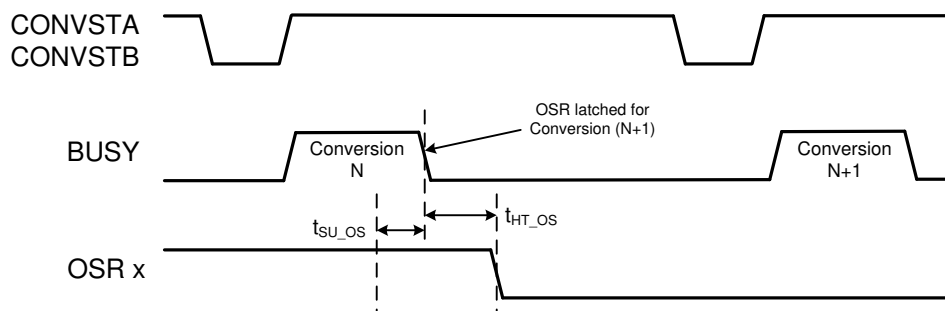 CONVSTA
CONVSTB
OSR latched for
Conversion (N+1)
BUSY
Conversion
N
Conversion
N+1
tSU_OS
tHT_OS
OSR x